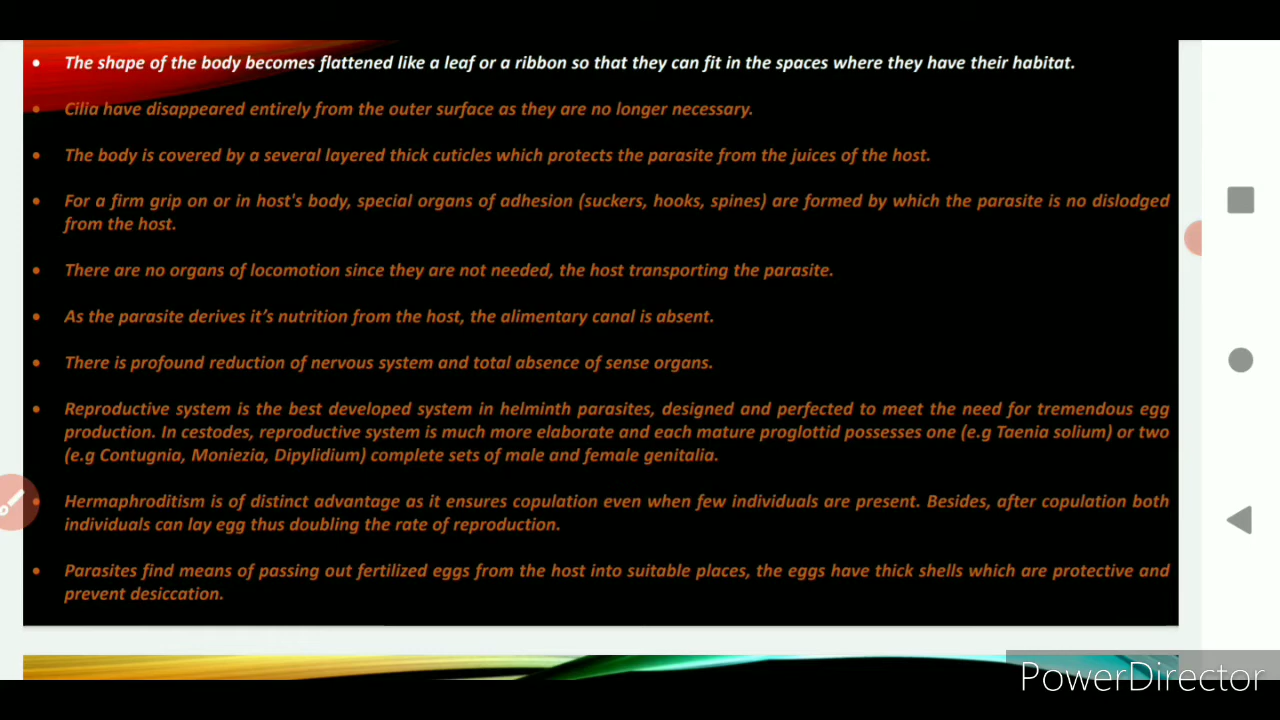 • The shape of the body becomes flattened like a leaf or a ribbon so that they can fit in the spaces where they have their habitat.
• Cilia have disappeared entirely from the outer surface as they are no longer necessary.
• The body is covered by a several layered thick cuticles which protects the parasite from the juices of the host.
• For a firm grip on or in host's body, special organs of adhesion (suckers, hooks, spines) are formed by which the parasite is no dislodged
from the host.
• There are no organs of locomotion since they are not needed, the host transporting the parasite.
• As the parasite derives it’s nutrition from the host, the alimentary canal is absent.
• There is profound reduction of nervous system and total absence of sense organs.
• Reproductive system is the best developed system in helminth parasites, designed and perfected to meet the need for tremendous egg
production. In cestodes, reproductive system is much more elaborate and each mature proglottid possesses one (e.g Taenia solium) or two
(e.g Contugnia, Moniezia, Dipylidium) complete sets of male and female genitalia.
• Hermaphroditism is of distinct advantage as it ensures copulation even when few individuals are present. Besides, after copulation both
individuals can lay egg thus doubling the rate of reproduction.
• Parasites find means of passing out fertilized eggs from the host into suitable places, the eggs have thick shells which are protective and
prevent desiccation.
PowerDirector